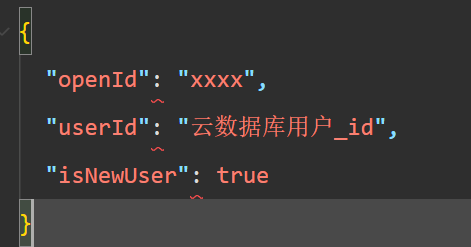 {
"openId": "xxxx",
"userId": "云数据库用户_id",
"isNewUser": true
}